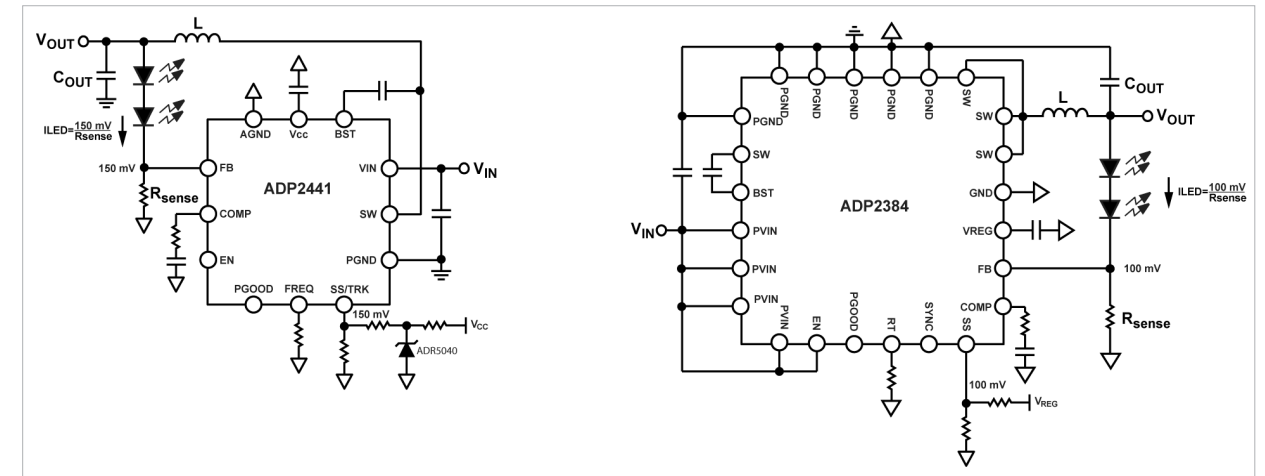 L
VOUT
COUT
ILED=150 mV
Rsense
150 mV
Rsense
AGND
Vcc
BST
FB
VIN
VIN
ADP2441
COMP
SW
EN
PGND
PGOOD
FREQ
SS/TRK
150 mV
VCC
ADR5040
PGND
PGND
PGND
PGND
PGND
SW
COUT
L
PGND
SW
VOUT
SW
SW
BST
GND
ILED=100 mV
Rsense
ADP2384
VIN
PVIN
VREG
PVIN
FB
100 mV
PVIN
COMP
Rsense
PVIN
EN
PGOOD
RT
SYNC
SS
100 mV
VREG